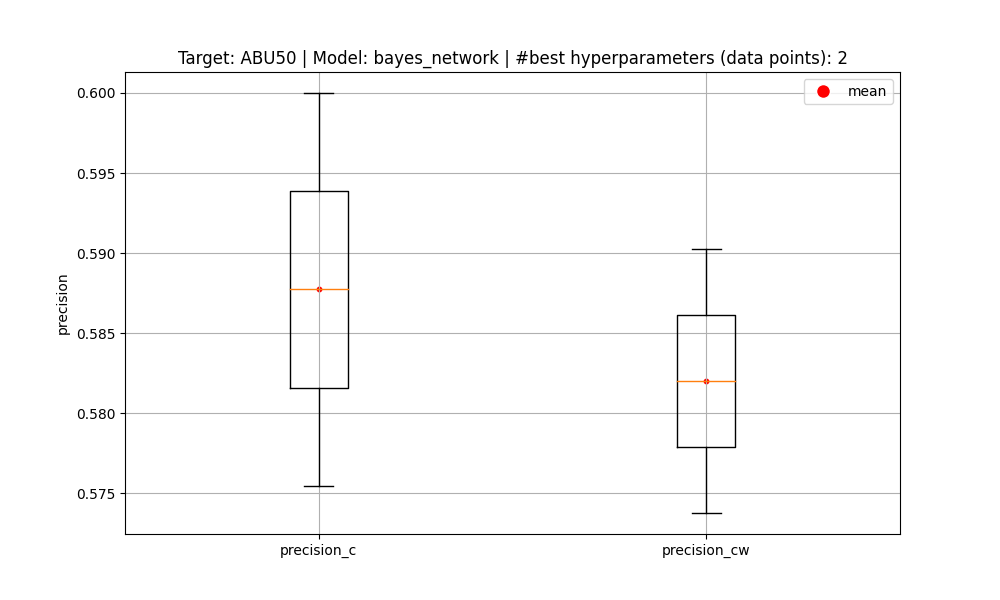 Target: ABU50 | Model: bayes_network | #best hyperparameters (data points): 2
mean
0.600
0.595
0.590
0.585
0.580
0.575
precision
precision_c
precision_cw